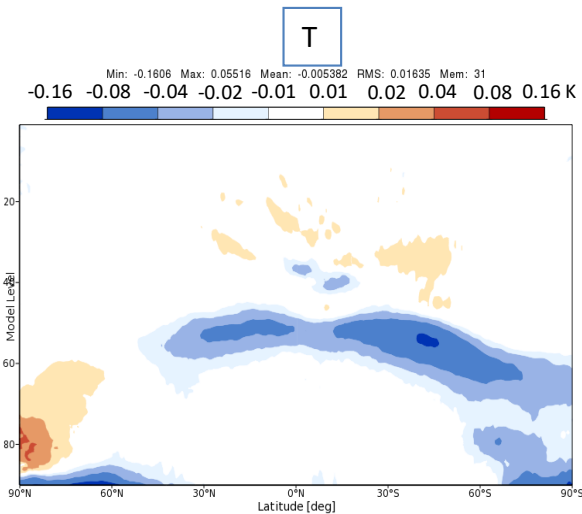 T
Min: -0.1606 Max: 0.05516 Mean: -0.005382 RMS: 0.01635 Mem: 31
-0.16 -0.08 -0.04 -0.02 -0.01 0.01 0.02 0.04 0.08 0.16 K
20
40
60
80
Model Level
90°N 60°N 30°N 0°N 30°S 60°S 90°S
Latitude [deg]